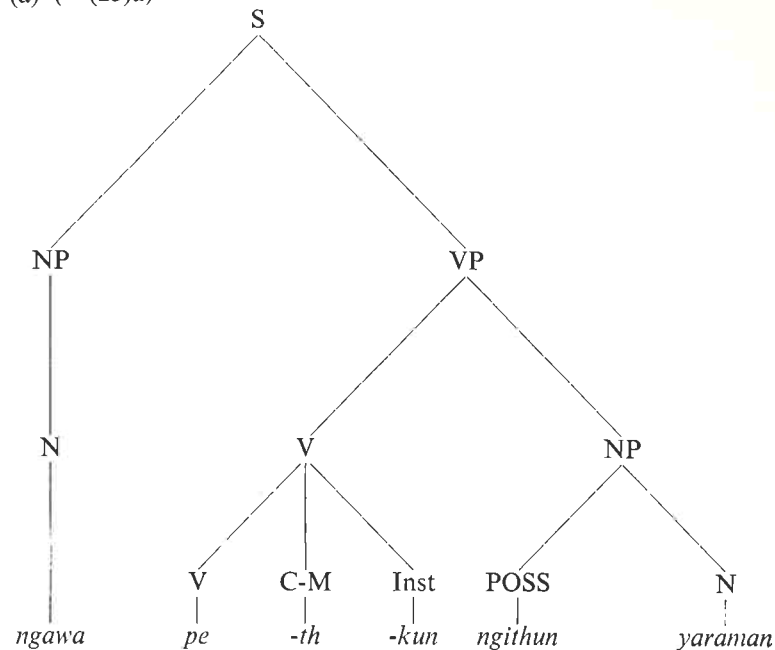 S
NP VP
N V NP
V C-M Inst POSS N
ngawa pe -th -kun ngithun yaraman